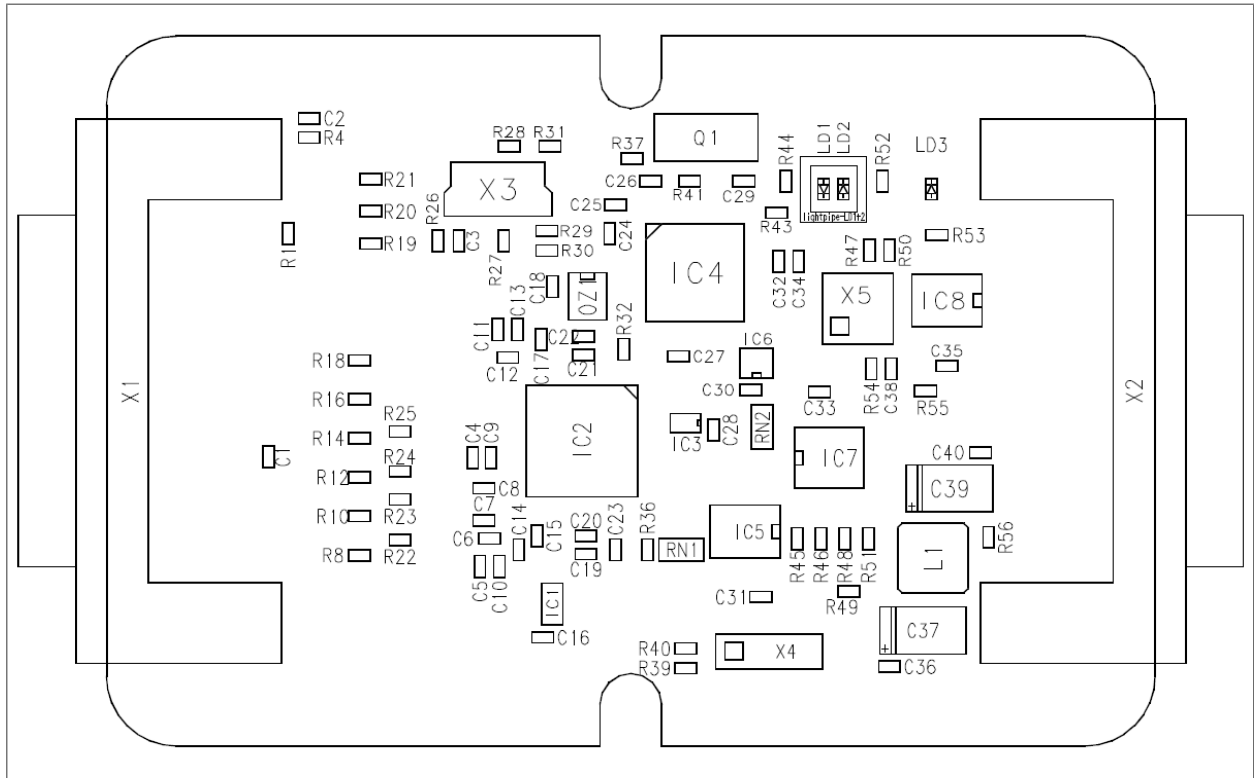 C2
R4
R28 R31
R37
Q1
R44
LD1
LD2
R52
LD3
R21
X3
C26
R41
C29
lightpipe-LD1+2
R20
R26
C3
R27
C25
R29
R30
C24
R43
R53
R1
R19
IC4
C32
C34
R47
R50
X5
IC8
C18
OZ1
C11
C13
C17
C22
C21
R32
C12
C27
IC6
C30
C33
R54
C38
C35
R55
R18
X1
R16
R25
R14
C1
R24
R12
R23
R10
R22
R8
C4
C9
C8
C7
C6
C14
C5
C10
IC2
IC3
C28
RN2
IC7
X2
C40
C39
+
C15
C20
C19
C23
R36
RN1
IC5
R45
R46
R48
R51
L1
R56
R49
IC1
C31
C16
R40
R39
X4
C37
+
C36